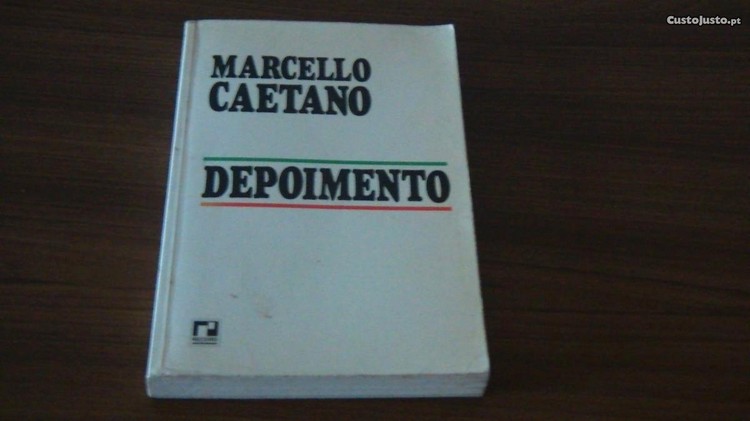 CustoJusto.pt
MARCELLO
CAETANO
DEPOIMENTO